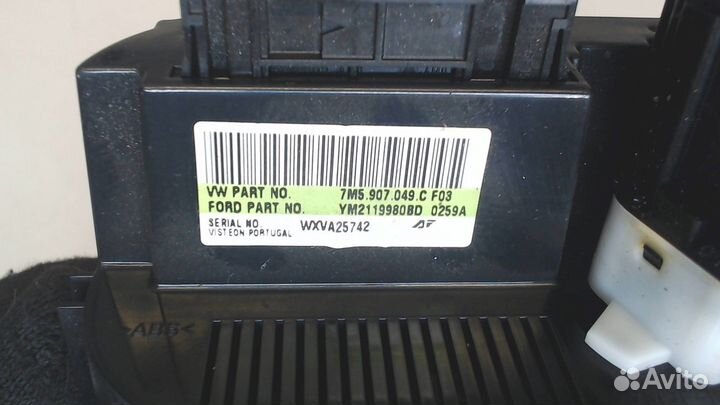 VW PART NO. 7M5.907.049.C F03
FORD PART NO. YM2119980BD 0259A
SERIAL NO. WXVA25742
VISTEON PORTUGAL
>ABS<
Avito